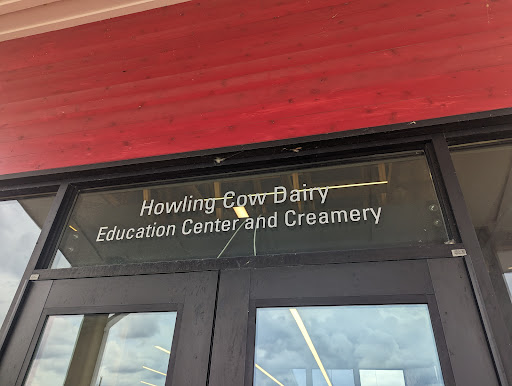 Howling Cow Dairy
Education Center and Creamery